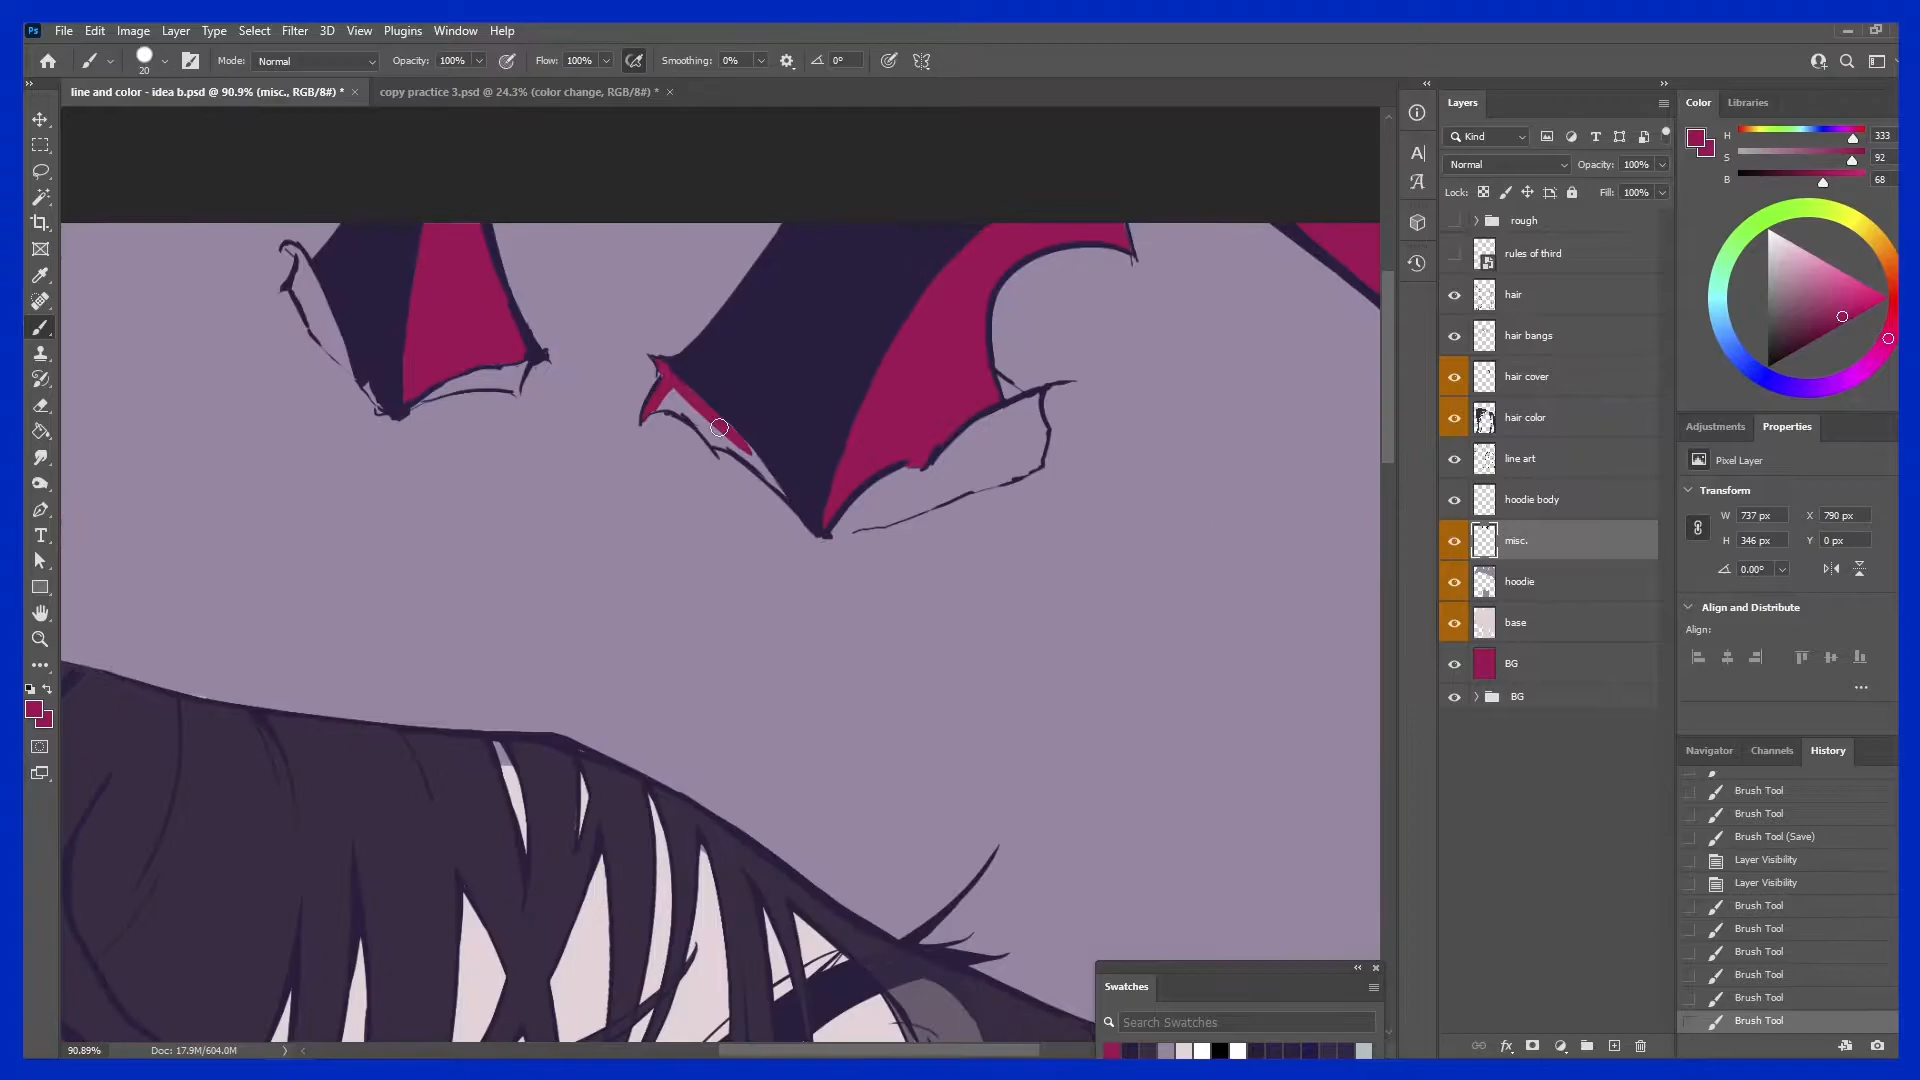 Ps File Edit Image Layer Type Select Filter 3D View Plugins Window Help
20 Mode: Normal Opacity: 100% Flow: 100% Smoothing: 0% 0°
line and color - idea b.psd @ 90.9% (misc., RGB/8#) * × copy practice 3.psd @ 24.3% (color change, RGB/8#) * ×
Layers
Kind
Normal Opacity: 100%
Lock: Fill: 100%
rough
rules of third
hair
hair bangs
hair cover
hair color
line art
hoodie body
misc.
hoodie
base
BG
BG
Color Libraries
H 333
S 92
B 68
Adjustments Properties
Pixel Layer
Transform
W 737 px X 790 px
H 346 px Y 0 px
0.00°
Align and Distribute
Align:
Navigator Channels History
Brush Tool
Brush Tool
Brush Tool (Save)
Layer Visibility
Layer Visibility
Brush Tool
Brush Tool
Brush Tool
Brush Tool
Brush Tool
Brush Tool
Swatches
Search Swatches
90.89% Doc: 17.9M/604.0M